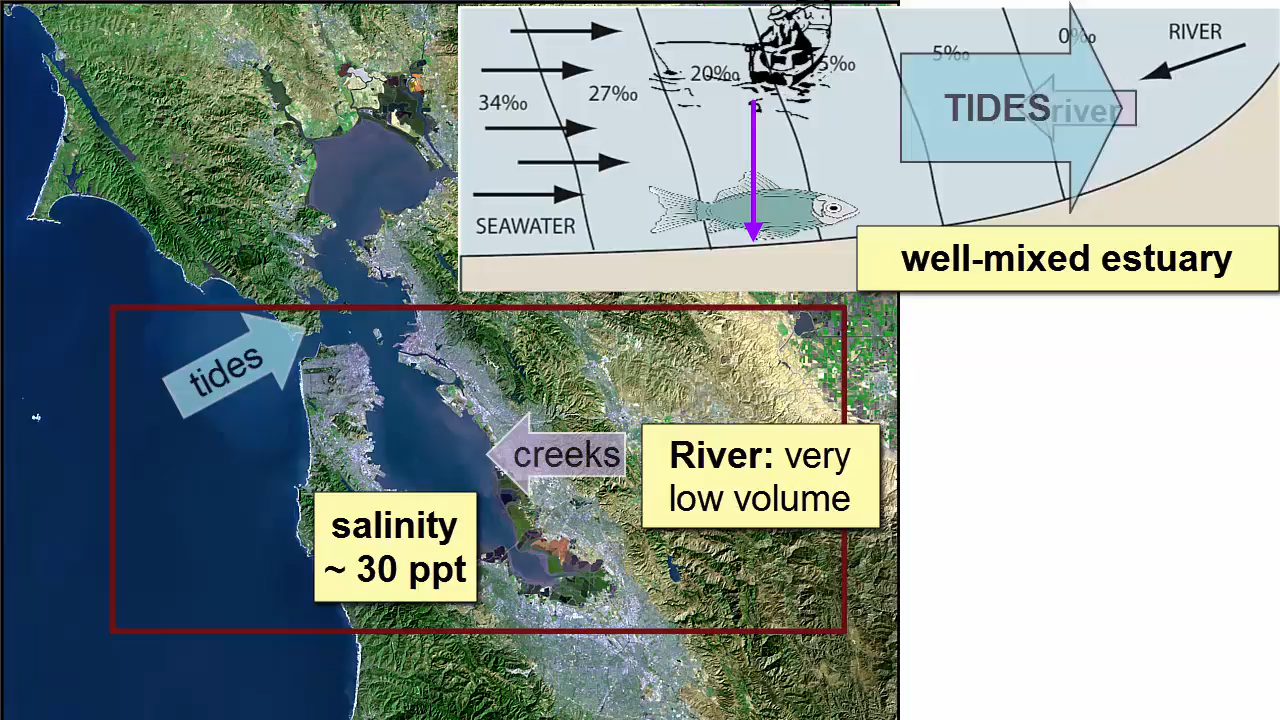 RIVER
0‰
5‰
5‰
20‰
27‰
34‰
TIDES
river
SEAWATER
well-mixed estuary
tides
creeks
River: very
low volume
salinity
~ 30 ppt